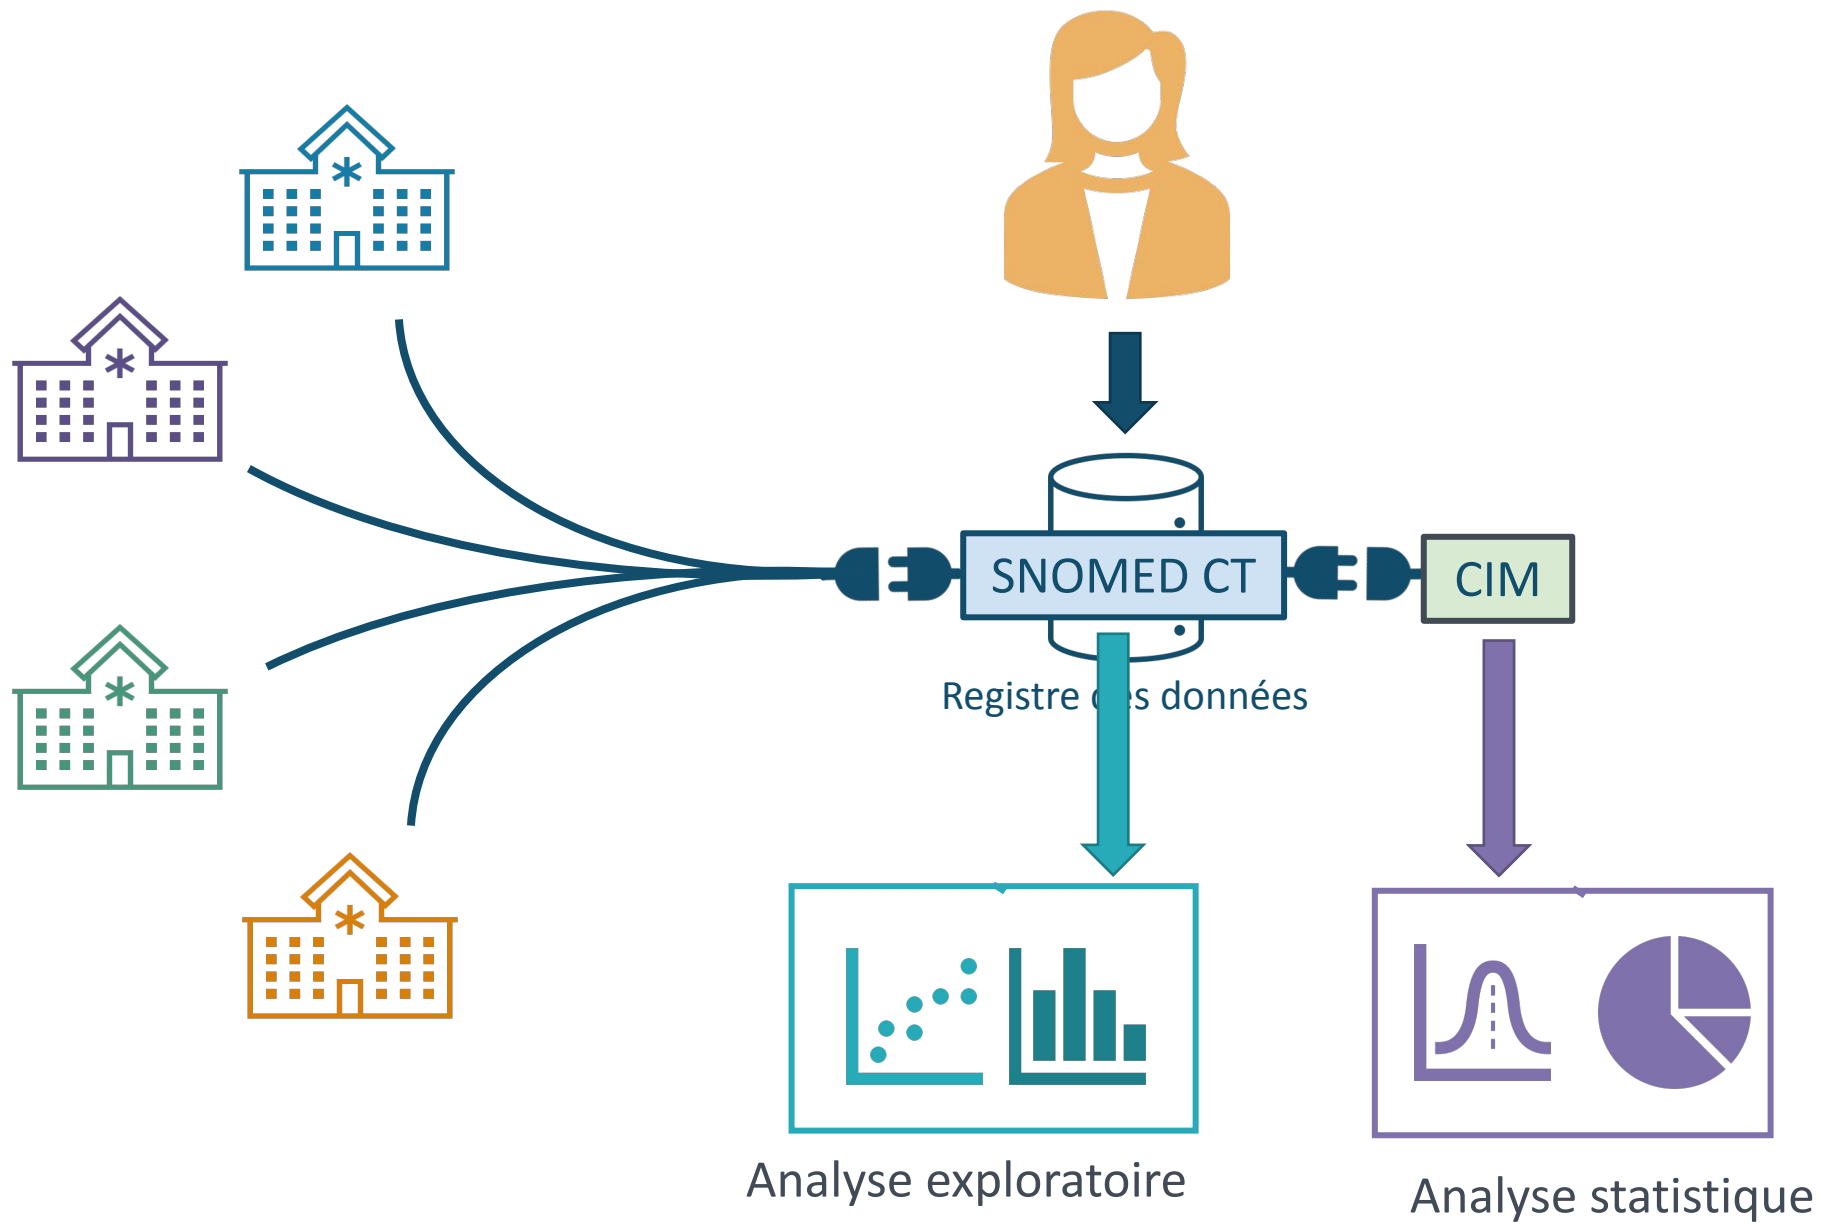 SNOMED CT
CIM
Registre des données
Analyse exploratoire
Analyse statistique